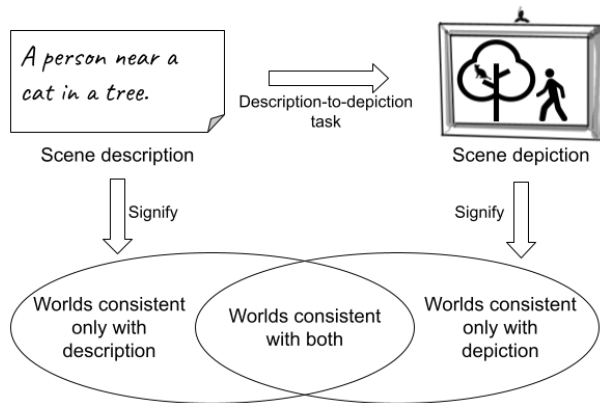 A person near a
cat in a tree.
Description-to-depiction
task
Scene description
Scene depiction
Signify
Signify
Worlds consistent
only with
description
Worlds consistent
with both
Worlds consistent
only with
depiction